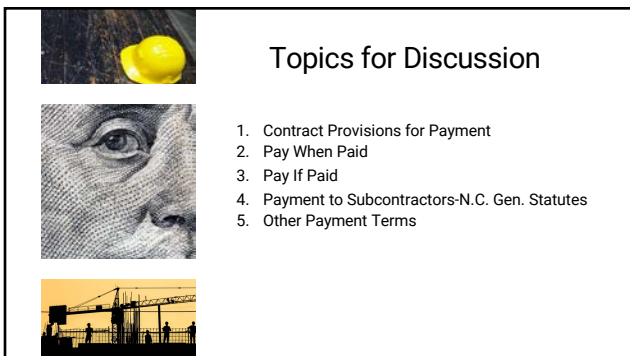 Topics for Discussion
1. Contract Provisions for Payment
2. Pay When Paid
3. Pay If Paid
4. Payment to Subcontractors-N.C. Gen. Statutes
5. Other Payment Terms